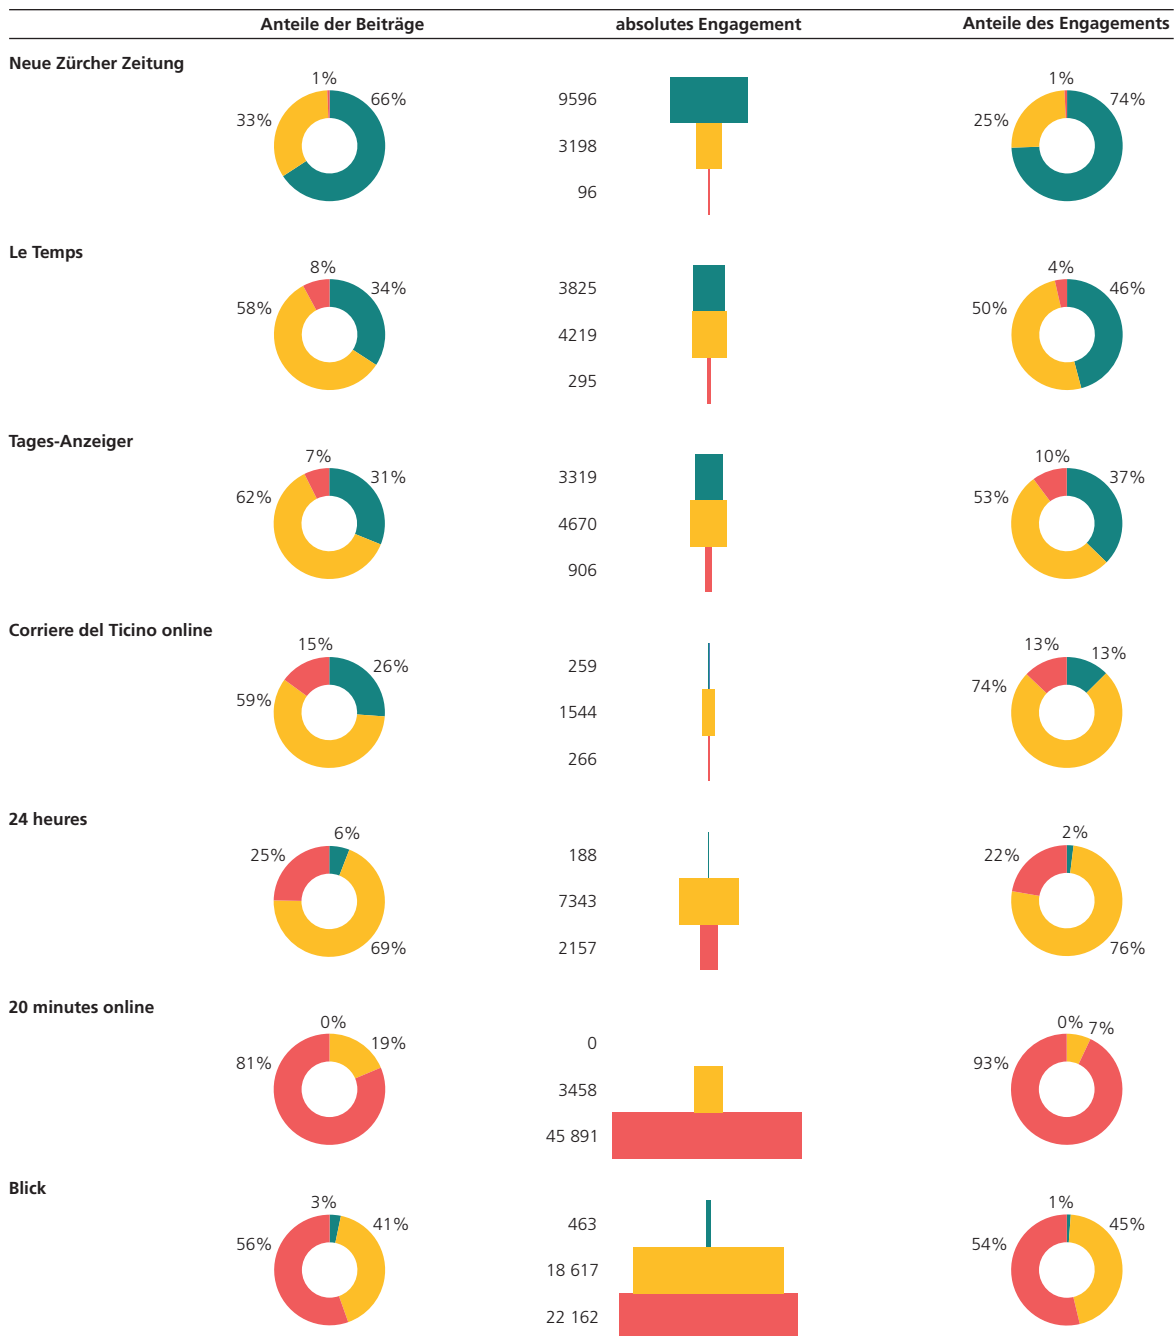 Anteile der Beiträge absolutes Engagement Anteile des Engagements
Neue Zürcher Zeitung
1% 66% 33%
9596
3198
96
1% 74% 25%
Le Temps
8% 34% 58%
3825
4219
295
4% 46% 50%
Tages-Anzeiger
7% 31% 62%
3319
4670
906
10% 37% 53%
Corriere del Ticino online
15% 26% 59%
259
1544
266
13% 13% 74%
24 heures
6% 25% 69%
188
7343
2157
2% 22% 76%
20 minutes online
0% 19% 81%
0
3458
45 891
0% 7% 93%
Blick
3% 41% 56%
463
18 617
22 162
1% 45% 54%